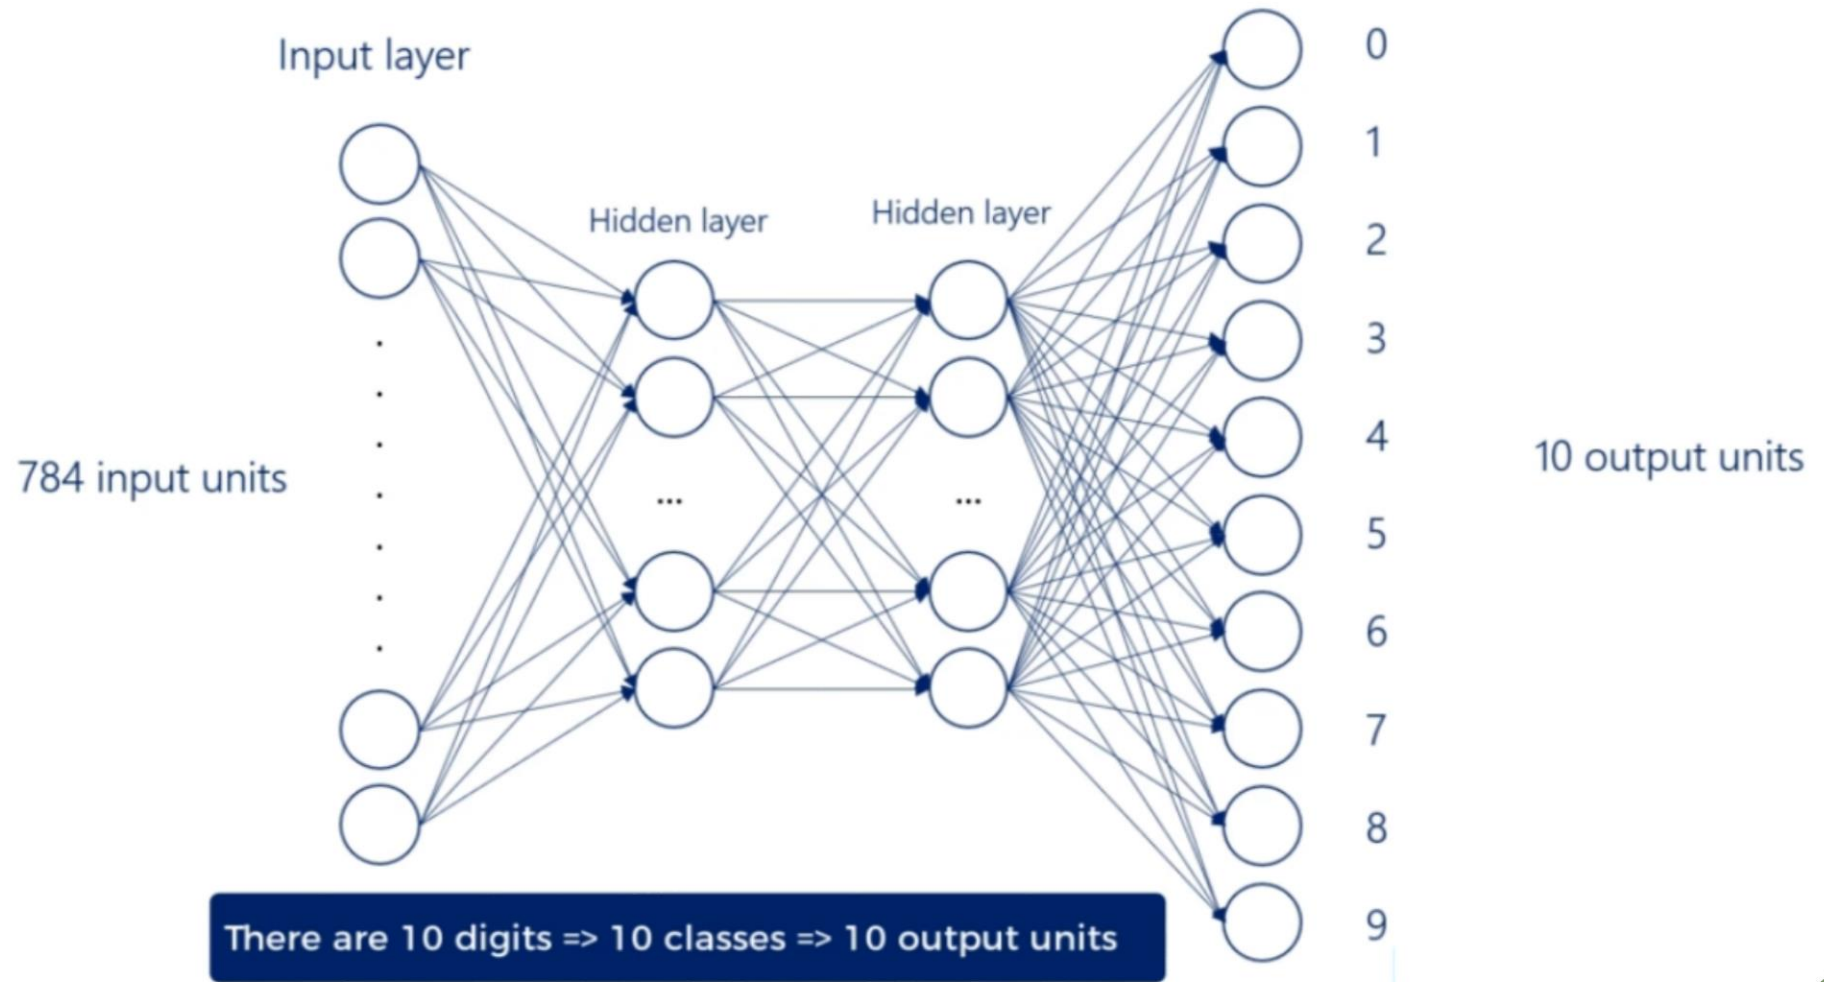 Input layer
Hidden layer
Hidden layer
784 input units
...
...
0
1
2
3
4
5
6
7
8
9
10 output units
There are 10 digits => 10 classes => 10 output units